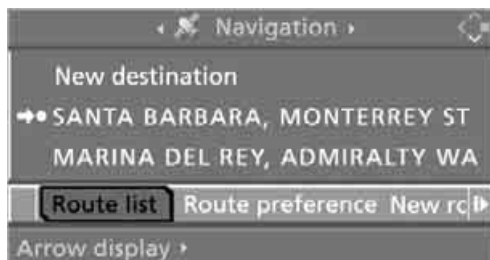 Navigation
New destination
SANTA BARBARA, MONTERREY ST
MARINA DEL REY, ADMIRALTY WA
Route list Route preference New rc
Arrow display